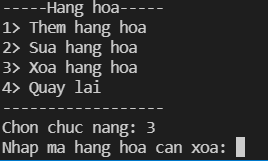 -----Hang hoa-----
1> Them hang hoa
2> Sua hang hoa
3> Xoa hang hoa
4> Quay lai
------------------
Chon chuc nang: 3
Nhap ma hang hoa can xoa: